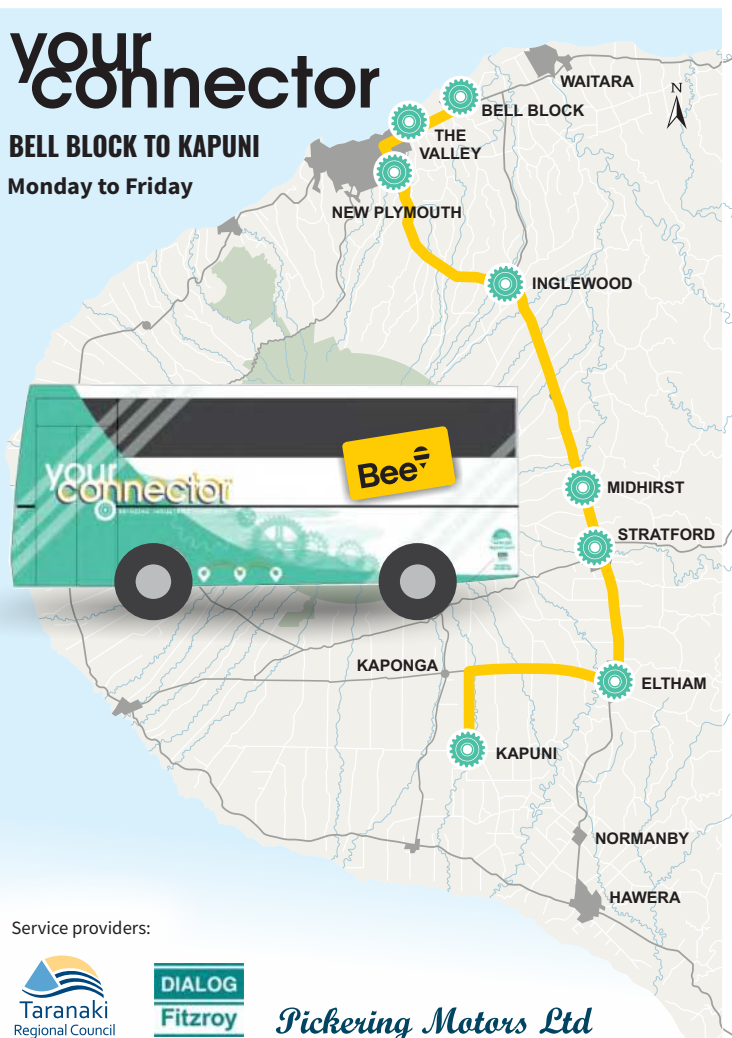 your
connector
BELL BLOCK TO KAPUNI
Monday to Friday
WAITARA
N
BELL BLOCK
THE
VALLEY
NEW PLYMOUTH
INGLEWOOD
your
connector
Bee
MIDHIRST
STRATFORD
KAPONGA
ELTHAM
KAPUNI
NORMANBY
HAWERA
Service providers:
Taranaki
Regional Council
DIALOG
Fitzroy
Pickering Motors Ltd